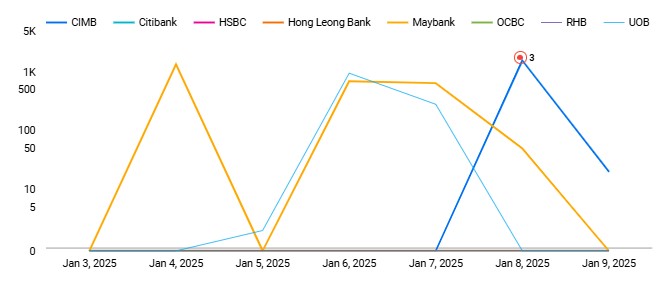 CIMB Citibank HSBC Hong Leong Bank Maybank OCBC RHB UOB
5K
1K
500
100
50
10
5
0
3
Jan 3, 2025 Jan 4, 2025 Jan 5, 2025 Jan 6, 2025 Jan 7, 2025 Jan 8, 2025 Jan 9, 2025